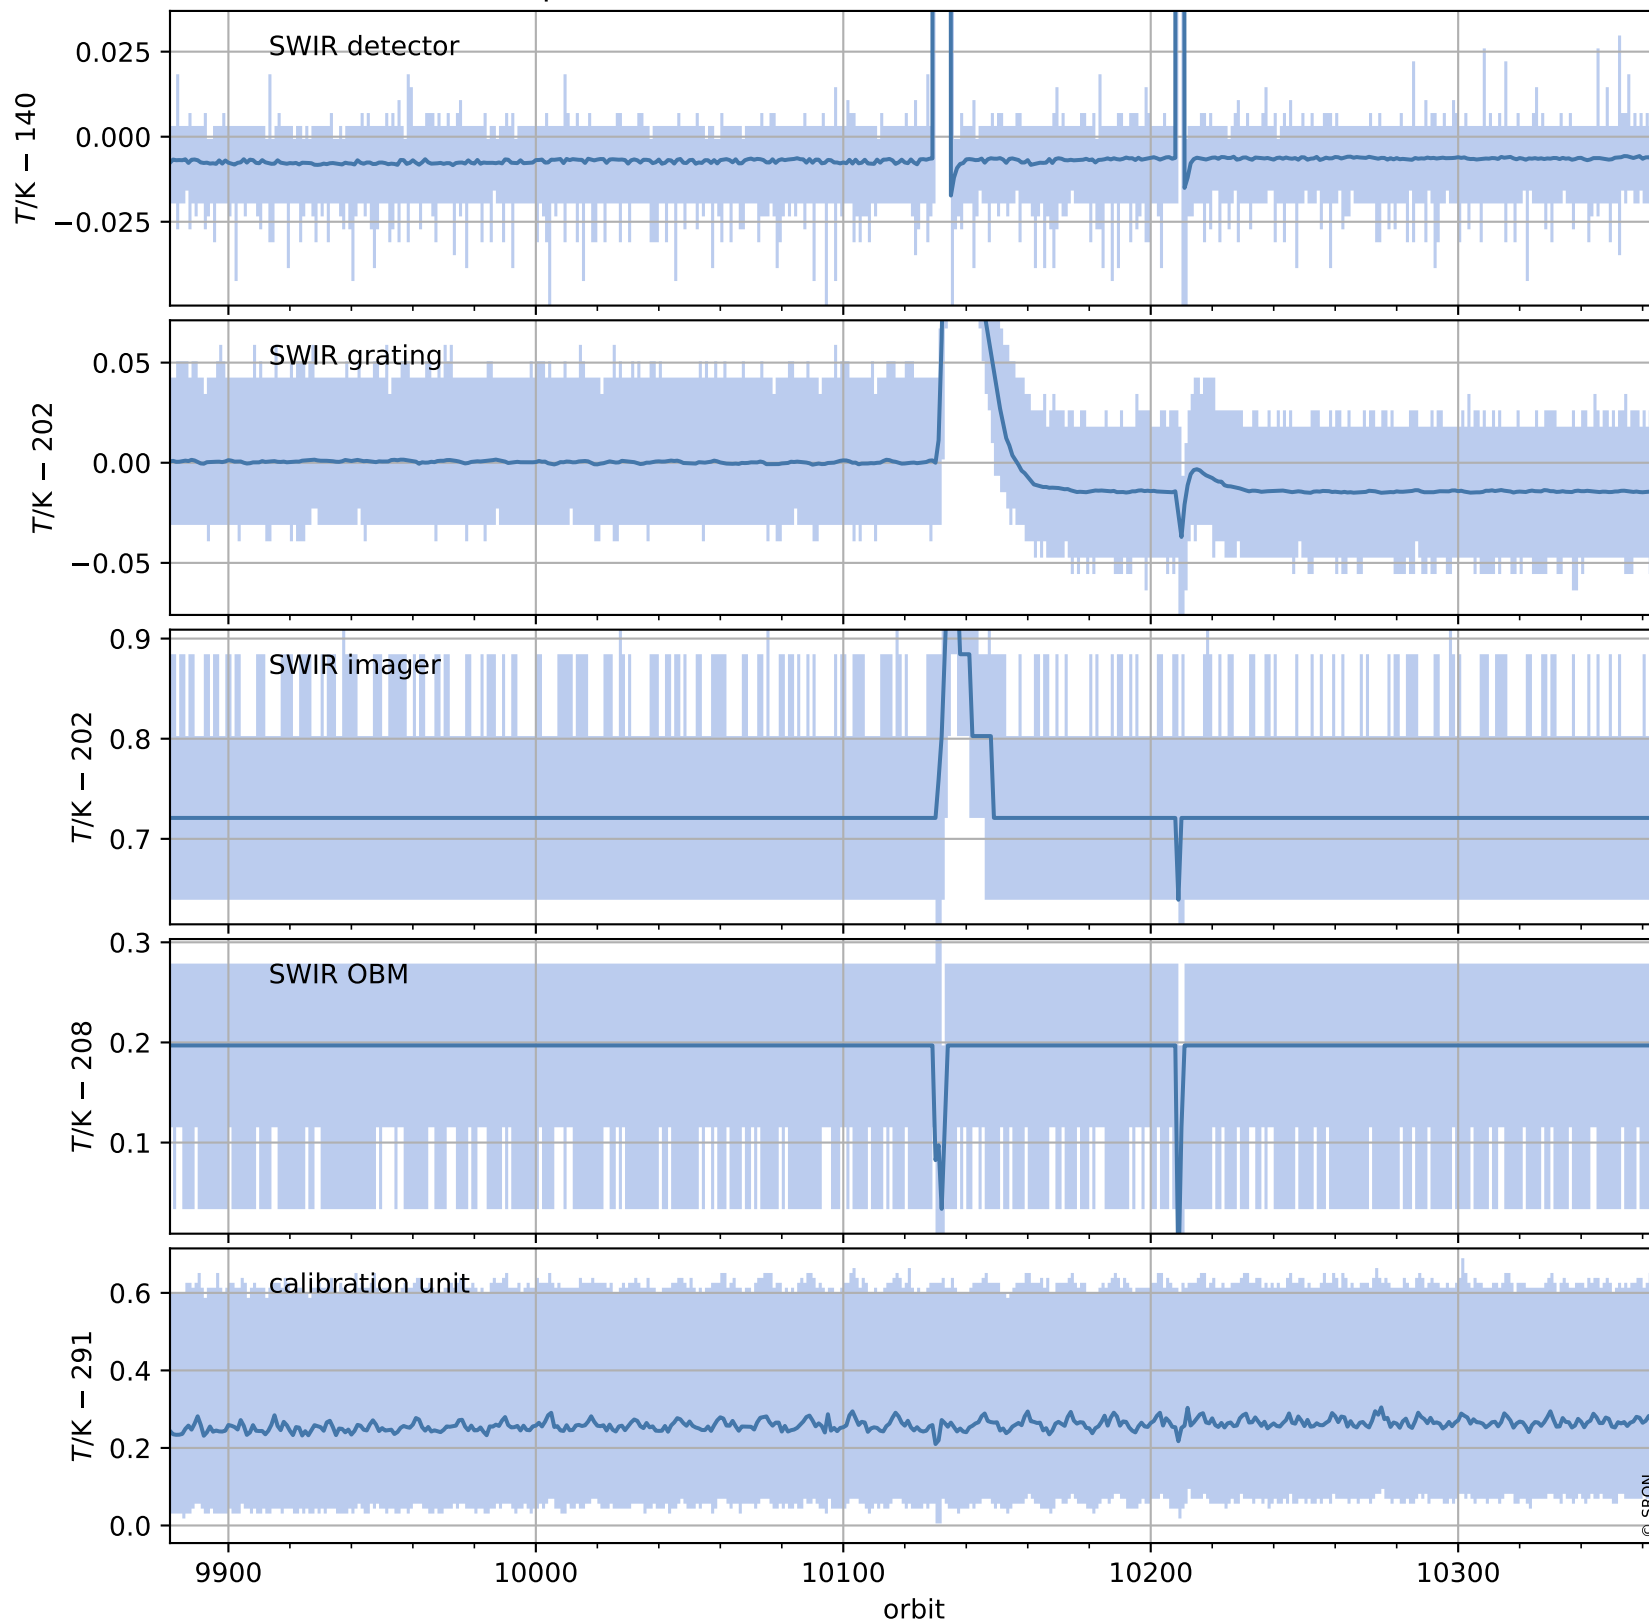 SWIR detector
0.025
0.000
−0.025
T/K − 140
SWIR grating
0.05
0.00
−0.05
T/K − 202
SWIR imager
0.9
0.8
0.7
T/K − 202
SWIR OBM
0.3
0.2
0.1
T/K − 208
calibration unit
0.6
0.4
0.2
0.0
T/K − 291
© SRON
9900 10000 10100 10200 10300
orbit